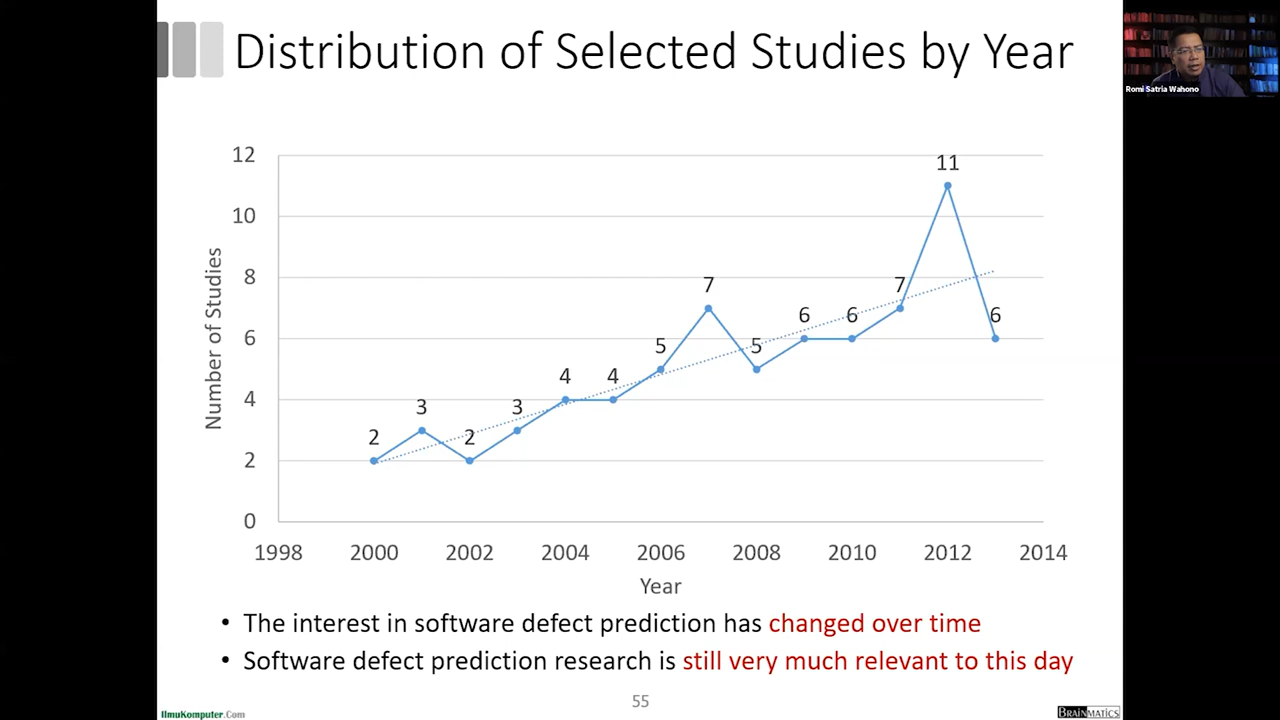 Distribution of Selected Studies by Year
Romi Satria Wahono
12
10
8
6
4
2
0
Number of Studies
2
3
2
3
4
4
5
7
5
6
6
7
11
6
1998 2000 2002 2004 2006 2008 2010 2012 2014
Year
• The interest in software defect prediction has changed over time
• Software defect prediction research is still very much relevant to this day
IlmuKomputer.Com
55
BRAINMATICS